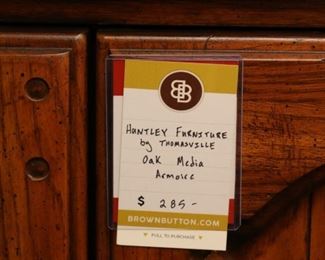 HUNTLEY FURNITURE
by THOMASVILLE
OAK Media
Armoire
$ 285-
BROWNBUTTON.COM
PULL TO PURCHASE